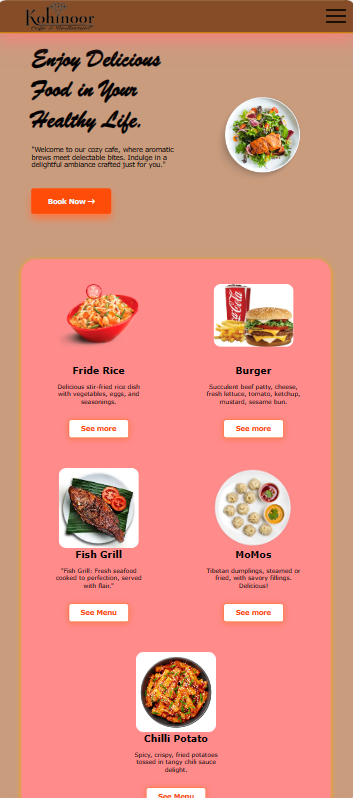 Kohinoor
Enjoy Delicious
Food in Your
Healthy Life.
"Welcome to our cozy cafe, where aromatic
brews meet delectable bites. Indulge in a
delightful ambiance crafted just for you."
Book Now →
Fride Rice
Burger
Delicious stir-fried rice dish
with vegetables, eggs, and
seasonings.
Succulent beef patty, cheese,
fresh lettuce, tomato, ketchup,
mustard, sesame bun.
See more
See more
Fish Grill
MoMos
"Fish Grill: Fresh seafood
cooked to perfection, served
with flair."
Tibetan dumplings, steamed or
fried, with savory fillings.
Delicious!
See Menu
See more
Chilli Potato
Spicy, crispy, fried potatoes
tossed in tangy chili sauce
delight.
See Menu